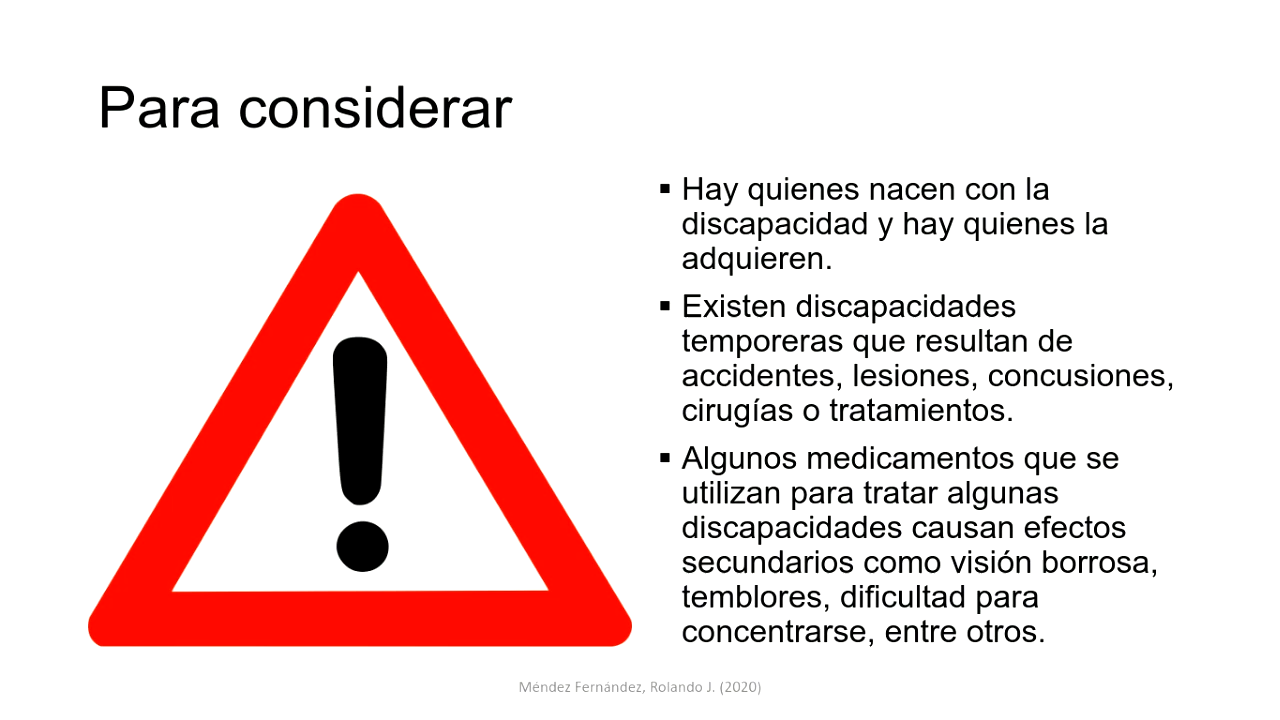 Para considerar
▪ Hay quienes nacen con la
discapacidad y hay quienes la
adquieren.
▪ Existen discapacidades
temporeras que resultan de
accidentes, lesiones, concusiones,
cirugías o tratamientos.
▪ Algunos medicamentos que se
utilizan para tratar algunas
discapacidades causan efectos
secundarios como visión borrosa,
temblores, dificultad para
concentrarse, entre otros.
Méndez Fernández, Rolando J. (2020)